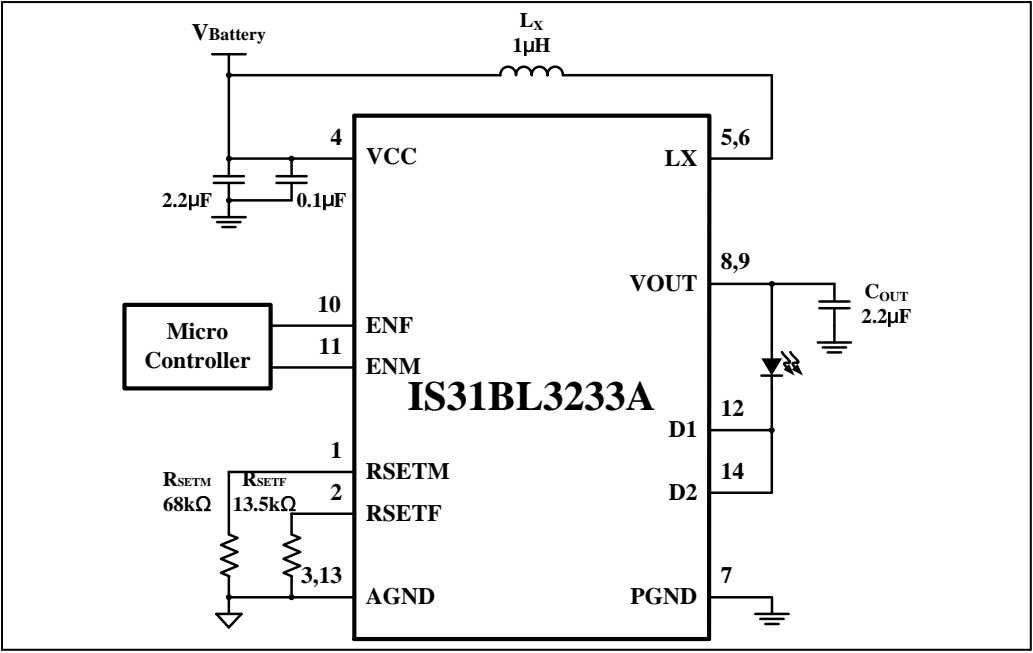 VBattery
LX
1µH
4
VCC
5,6
LX
2.2µF
0.1µF
8,9
VOUT
COUT
2.2µF
10
ENF
Micro
Controller
11
ENM
IS31BL3233A
12
D1
1
RSETM
RSETM
68kΩ
RSETF
13.5kΩ
2
RSETF
14
D2
3,13
AGND
7
PGND